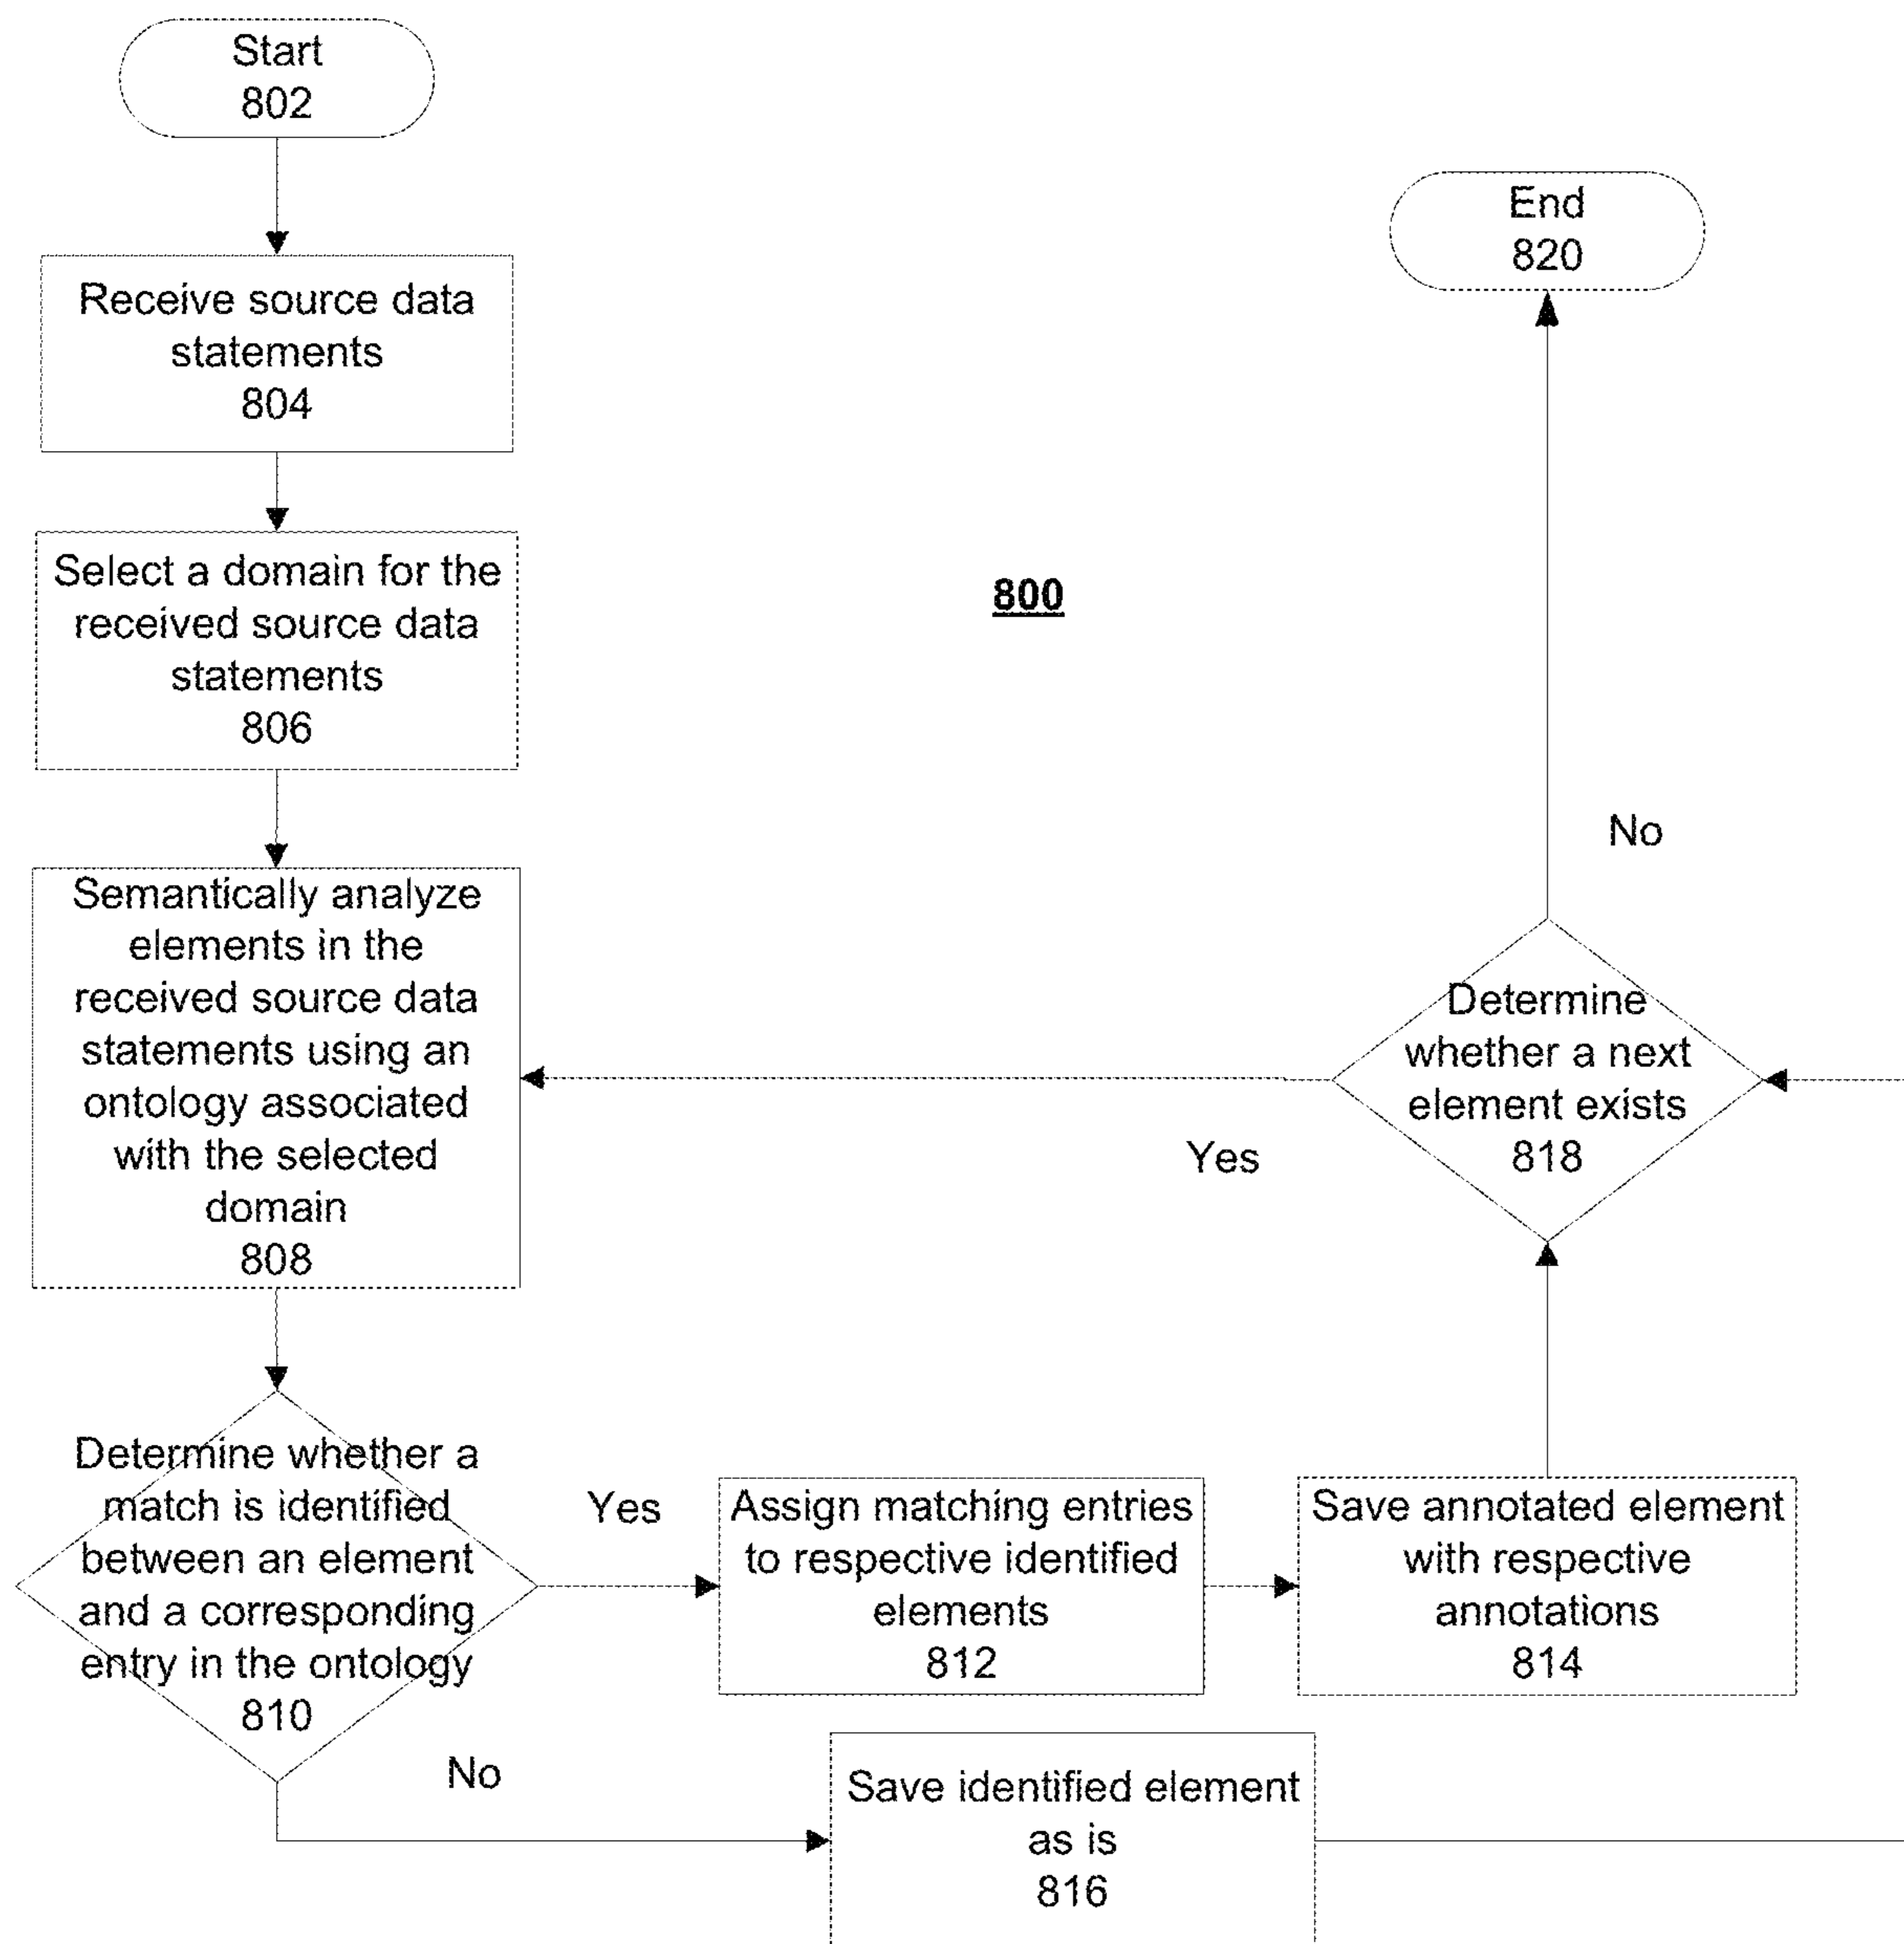 Start
802
Receive source data
statements
804
Select a domain for the
received source data
statements
806
Semantically analyze
elements in the
received source data
statements using an
ontology associated
with the selected
domain
808
Determine whether a
match is identified
between an element
and a corresponding
entry in the ontology
810
Yes
Assign matching entries
to respective identified
elements
812
Save annotated element
with respective
annotations
814
No
Save identified element
as is
816
Determine
whether a next
element exists
818
Yes
No
End
820
800